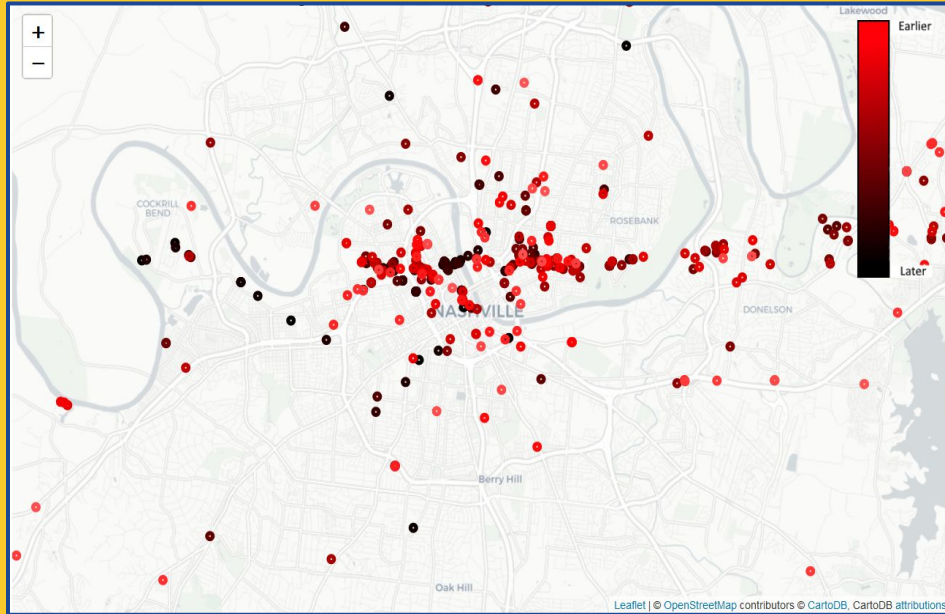 +
−
Lakewood
Earlier
COCKRILL
BEND
ROSEBANK
Later
NASHVILLE
DONELSON
Berry Hill
Oak Hill
Leaflet | © OpenStreetMap contributors © CartoDB, CartoDB attributions